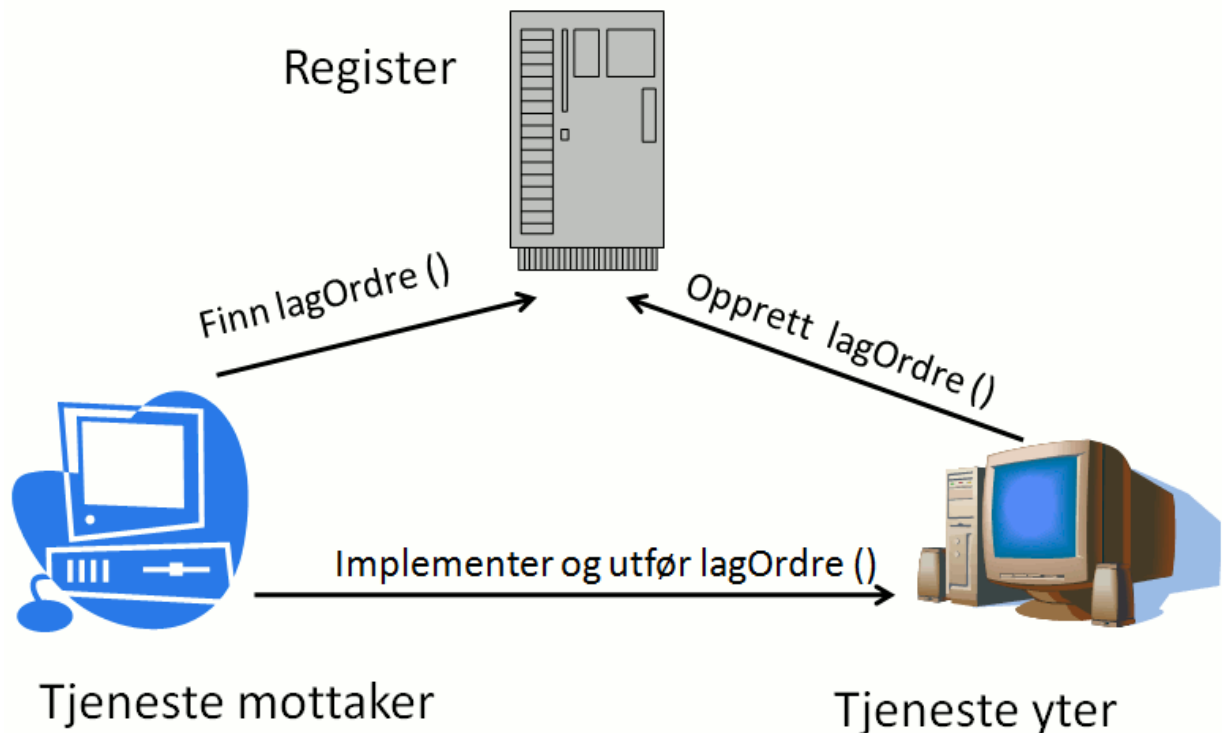 Register
Finn lagOrdre ()
Opprett lagOrdre ()
Implementer og utfør lagOrdre ()
Tjeneste mottaker
Tjeneste yter